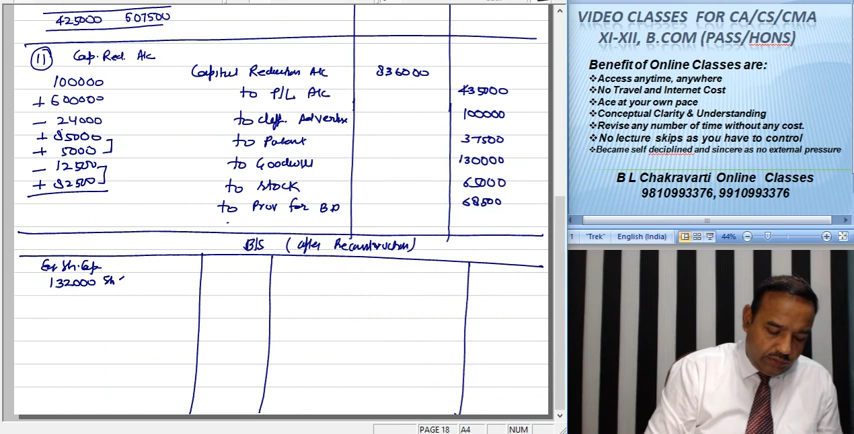 425000 507500
11 Cap. Red. A/c
100000
+ 600000
- 24000
+ 85000
+ 5000
- 12500
+ 82500
Capital Reduction A/c 836000
to P/L A/c 435000
to deff. Advertx 100000
to Patent 37500
to Goodwill 130000
to Stock 65000
to Prov for B.D 68500
B/S (after Reconstruction)
Eq. Sh. Cap
132000 Sh
PAGE 18 A4 NUM
VIDEO CLASSES FOR CA/CS/CMA
XI-XII, B.COM (PASS/HONS)
Benefit of Online Classes are:
❖Access anytime, anywhere
❖No Travel and Internet Cost
❖Ace at your own pace
❖Conceptual Clarity & Understanding
❖Revise any number of time without any cost.
❖No lecture skips as you have to control
❖Became self deciplined and sincere as no external pressure
B L Chakravarti Online Classes
9810993376, 9910993376
1 "Trek" English (India) 44%